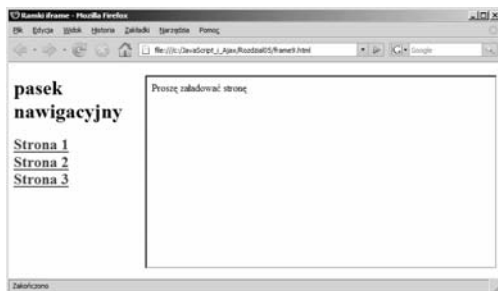 Ramki iframe - Mozilla Firefox
Plik Edycja Widok Historia Zakładki Narzędzia Pomoc
file:///c:/JavaScript_i_Ajax/Rozdzial05/frame9.html
Google
pasek
nawigacyjny
Strona 1
Strona 2
Strona 3
Proszę załadować stronę
Zakończono